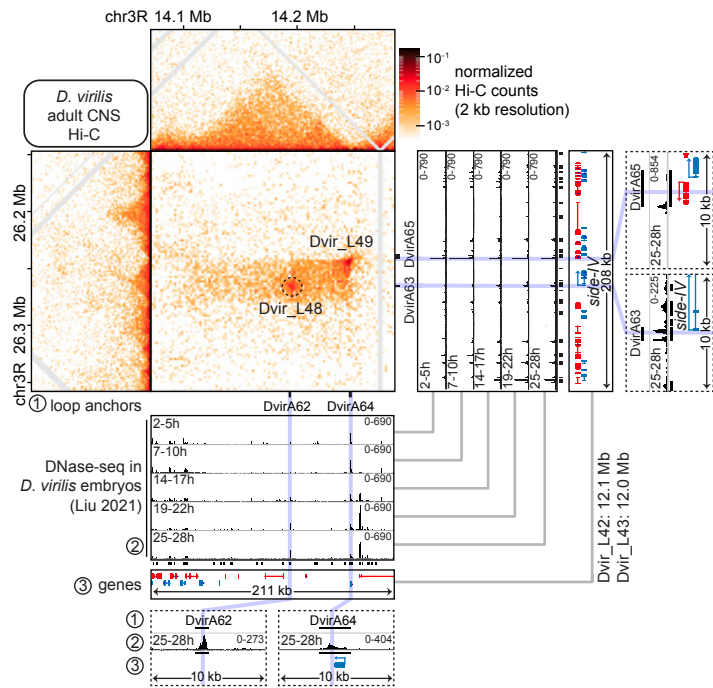 chr3R 14.1 Mb 14.2 Mb
10⁻¹
10⁻²
10⁻³
normalized
Hi-C counts
(2 kb resolution)
D. virilis
adult CNS
Hi-C
26.2 Mb
26.3 Mb
chr3R
Dvir_L49
Dvir_L48
DvirA65
DvirA63
0-790
0-790
0-790
0-790
0-790
2-5h
7-10h
14-17h
19-22h
25-28h
side-IV
208 kb
DvirA65
0-854
25-28h
10 kb
DvirA63
0-225
25-28h
side-IV
10 kb
① loop anchors
DvirA62
DvirA64
DNase-seq in
D. virilis embryos
(Liu 2021)
②
2-5h 0-690
7-10h 0-690
14-17h 0-690
19-22h 0-690
25-28h 0-690
③ genes
211 kb
Dvir_L42: 12.1 Mb
Dvir_L43: 12.0 Mb
①
②
③
DvirA62
25-28h 0-273
10 kb
DvirA64
25-28h 0-404
10 kb